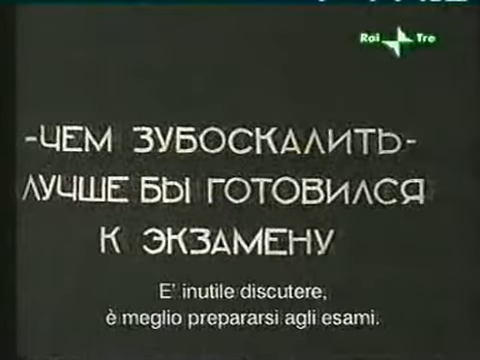 Rai Tre
-ЧЕМ ЗУБОСКАЛИТЬ-
ЛУЧШЕ БЫ ГОТОВИЛСЯ
К ЭКЗАМЕНУ
E' inutile discutere,
è meglio prepararsi agli esami.